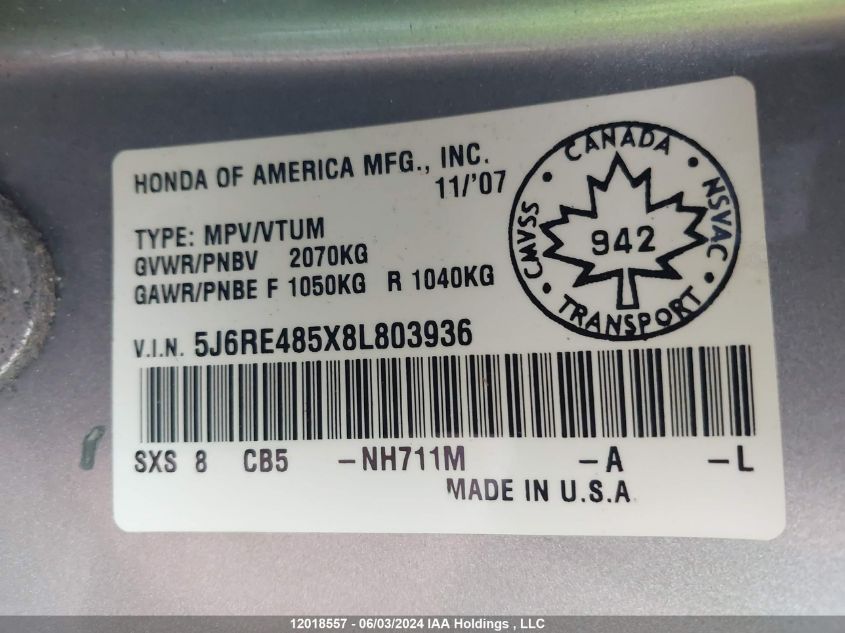 HONDA OF AMERICA MFG., INC.
11/'07
TYPE: MPV/VTUM
GVWR/PNBV 2070KG
GAWR/PNBE F 1050KG R 1040KG
V.I.N. 5J6RE485X8L803936
CANADA
CMVSS
942
NSVAC
TRANSPORT
SXS 8 CB5 -NH711M -A -L
MADE IN U.S.A
12018557 - 06/03/2024 IAA Holdings , LLC